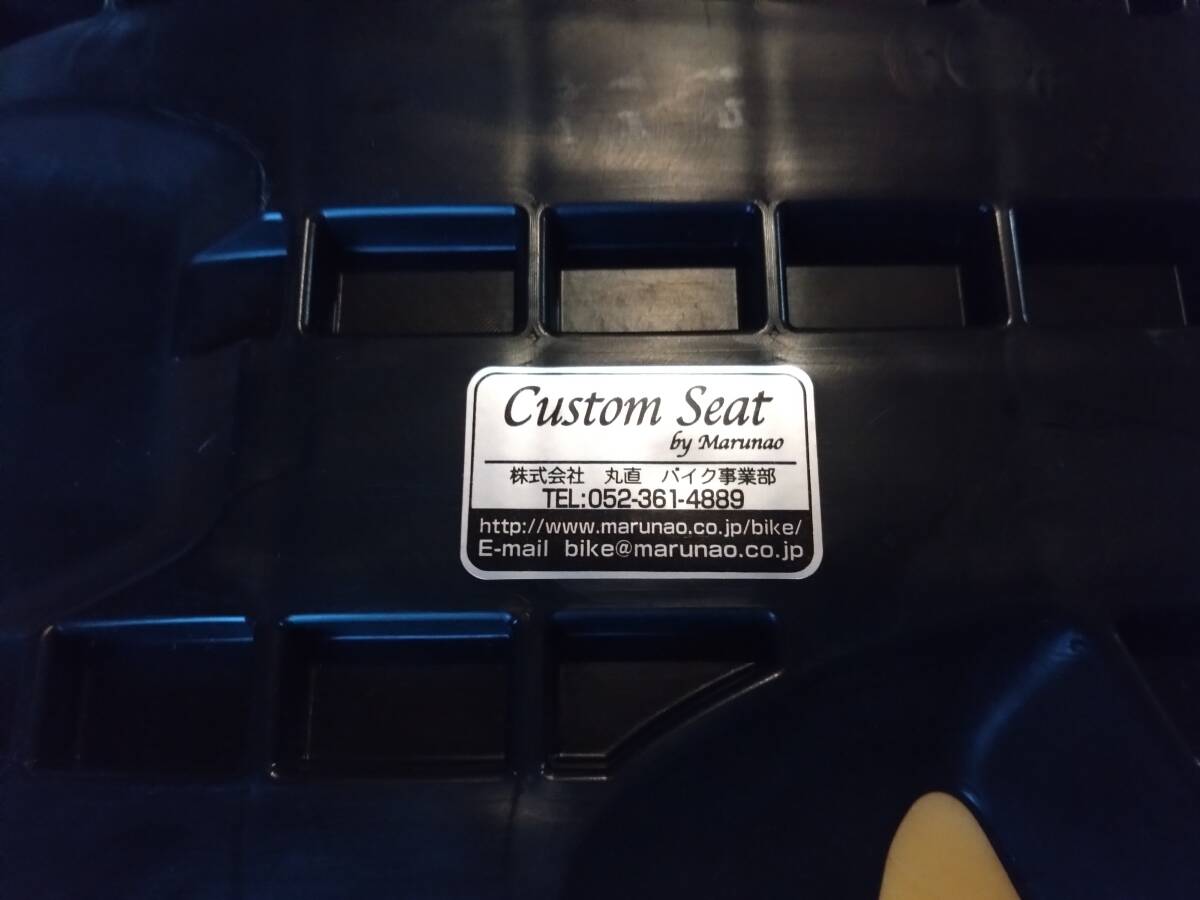 Custom Seat
by Marunao
株式会社 丸直 バイク事業部
TEL:052-361-4889
http://www.marunao.co.jp/bike/
E-mail bike@marunao.co.jp